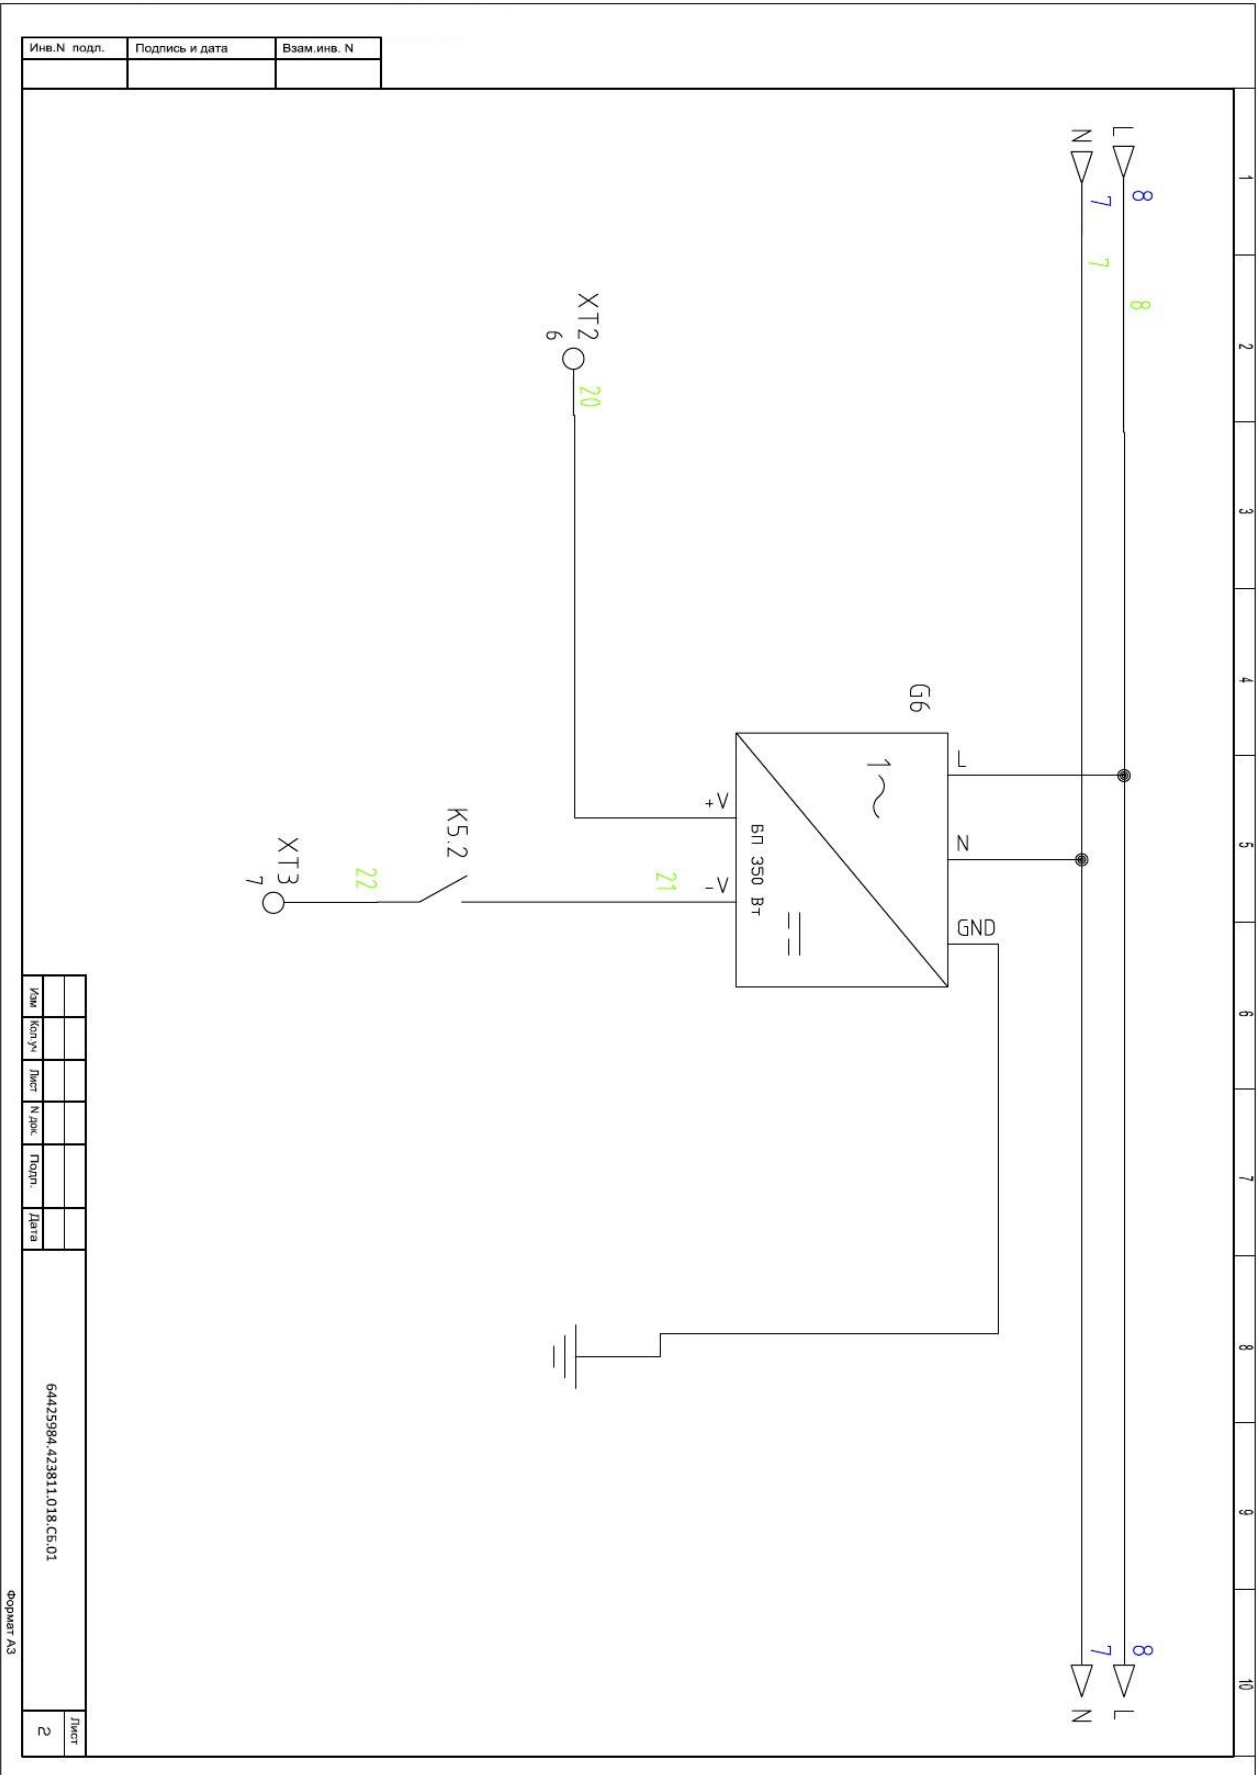 Инв.N подл.
Подпись и дата
Взам.инв. N
1
2
3
4
5
6
7
8
9
10
L
8
8
8
L
N
7
7
7
N
G6
L
N
GND
1~
ВП 350 Вт
+V
-V
XT2
6
20
21
K5.2
22
XT3
7
Изм
Кол.уч
Лист
N док.
Подп.
Дата
64425984.423811.018.С6.01
Лист
2
Формат А3